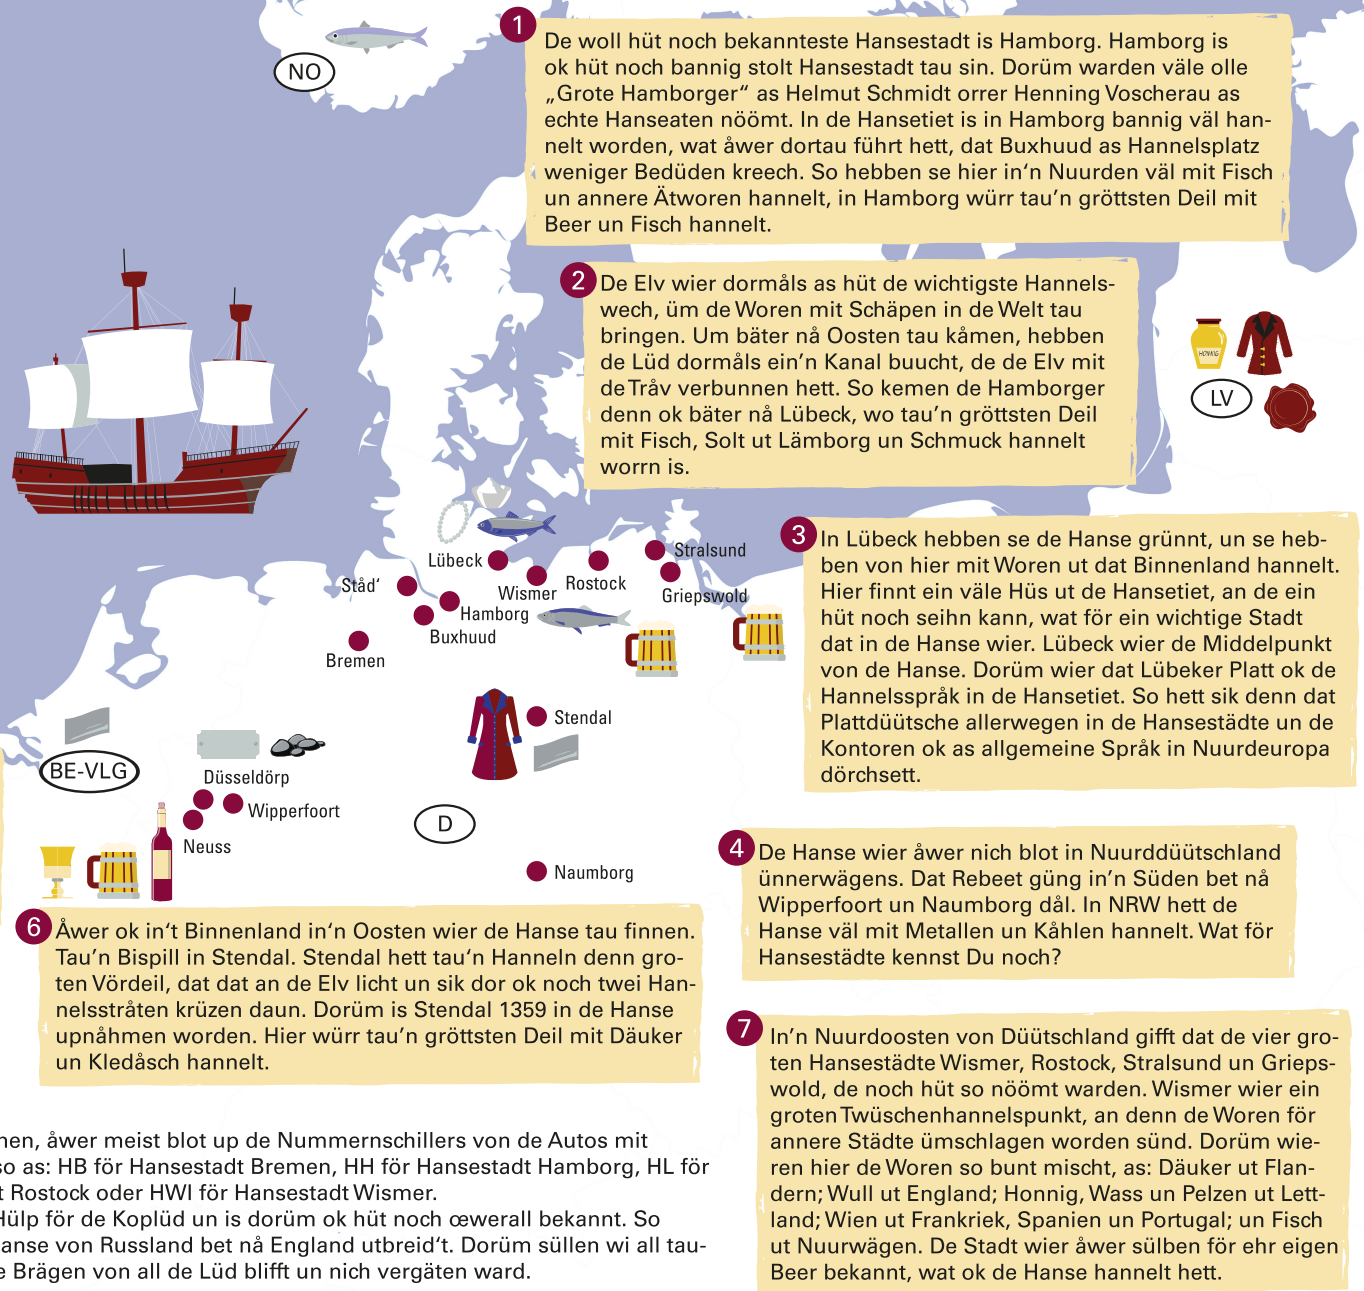 NO
1
De woll hüt noch bekannteste Hansestadt is Hamborg. Hamborg is
ok hüt noch bannig stolt Hansestadt tau sin. Dorüm warden väle olle
„Grote Hamborger“ as Helmut Schmidt orrer Henning Voscherau as
echte Hanseaten nöömt. In de Hansetiet is in Hamborg bannig väl han-
nelt worden, wat åwer dortau führt hett, dat Buxhuud as Hannelsplatz
weniger Bedüden kreech. So hebben se hier in‘n Nuurden väl mit Fisch
un annere Ätworen hannelt, in Hamborg würr tau’n gröttsten Deil mit
Beer un Fisch hannelt.
2
De Elv wier dormåls as hüt de wichtigste Hannels-
wech, üm de Woren mit Schäpen in de Welt tau
bringen. Um bäter nå Oosten tau kåmen, hebben
de Lüd dormåls ein’n Kanal buucht, de de Elv mit
de Tråv verbunnen hett. So kemen de Hamborger
denn ok bäter nå Lübeck, wo tau’n gröttsten Deil
mit Fisch, Solt ut Lämborg un Schmuck hannelt
worrn is.
HONNIG
LV
3
In Lübeck hebben se de Hanse grünnt, un se heb-
ben von hier mit Woren ut dat Binnenland hannelt.
Hier finnt ein väle Hüs ut de Hansetiet, an de ein
hüt noch seihn kann, wat för ein wichtige Stadt
dat in de Hanse wier. Lübeck wier de Middelpunkt
von de Hanse. Dorüm wier dat Lübeker Platt ok de
Hannelsspråk in de Hansetiet. So hett sik denn dat
Plattdüütsche allerwegen in de Hansestädte un de
Kontoren ok as allgemeine Språk in Nuurdeuropa
dörchsett.
Lübeck
Stralsund
Ståd‘
Wismer
Rostock
Griepswold
Hamborg
Buxhuud
Bremen
Stendal
BE-VLG
Düsseldörp
Wipperfoort
Neuss
D
Naumborg
4
De Hanse wier åwer nich blot in Nuurddüütschland
ünnerwägens. Dat Rebeet güng in’n Süden bet nå
Wipperfoort un Naumborg dål. In NRW hett de
Hanse väl mit Metallen un Kåhlen hannelt. Wat för
Hansestädte kennst Du noch?
6
Åwer ok in‘t Binnenland in‘n Oosten wier de Hanse tau finnen.
Tau’n Bispill in Stendal. Stendal hett tau‘n Hanneln denn gro-
ten Vördeil, dat dat an de Elv licht un sik dor ok noch twei Han-
nelsstråten krüzen daun. Dorüm is Stendal 1359 in de Hanse
upnåhmen worden. Hier würr tau’n gröttsten Deil mit Däuker
un Kledåsch hannelt.
7
In’n Nuurdoosten von Düütschland gifft dat de vier gro-
ten Hansestädte Wismer, Rostock, Stralsund un Grieps-
wold, de noch hüt so nöömt warden. Wismer wier ein
groten Twüschenhannelspunkt, an denn de Woren för
annere Städte ümschlagen worden sünd. Dorüm wie-
ren hier de Woren so bunt mischt, as: Däuker ut Flan-
dern; Wull ut England; Honnig, Wass un Pelzen ut Lett-
land; Wien ut Frankriek, Spanien un Portugal; un Fisch
ut Nuurwägen. De Stadt wier åwer sülben för ehr eigen
Beer bekannt, wat ok de Hanse hannelt hett.
nen, åwer meist blot up de Nummernschillers von de Autos mit
so as: HB för Hansestadt Bremen, HH för Hansestadt Hamborg, HL för
t Rostock oder HWI för Hansestadt Wismer.
Hülp för de Koplüd un is dorüm ok hüt noch œwerall bekannt. So
anse von Russland bet nå England utbreid‘t. Dorüm süllen wi all tau-
e Brägen von all de Lüd blifft un nich vergäten ward.